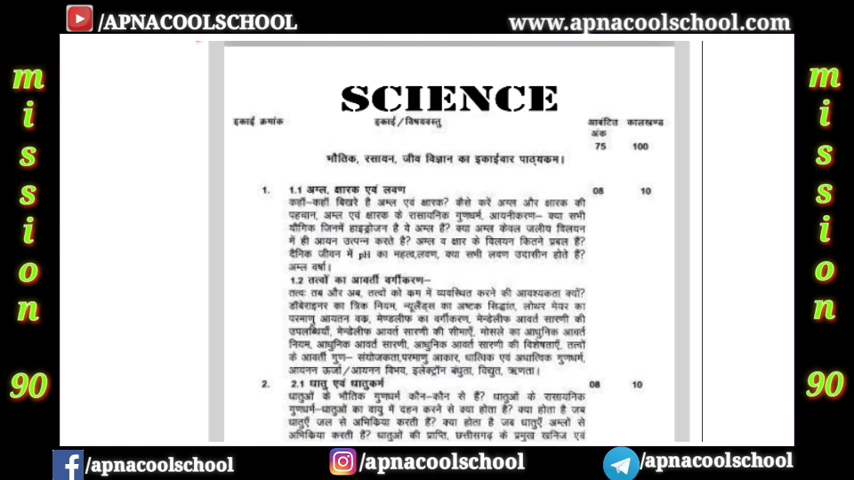 /APNACOOLSCHOOL
www.apnacoolschool.com
mission
90
mission
90
SCIENCE
इकाई क्रमांक इकाई/विषयवस्तु आबंटित कालखण्ड
अंक
75 100
भौतिक, रसायन, जीव विज्ञान का इकाईवार पाठ्यकम।
1. 1.1 अम्ल, क्षारक एवं लवण 08 10
कहॉं-कहॉं बिखरे है अम्ल एवं क्षारक? कैसे करें अम्ल और क्षारक की
पहचान, अम्ल एवं क्षारक के रासायनिक गुणधर्म, आयनीकरण– क्या सभी
यौगिक जिनमें हाइड्रोजन है वे अम्ल हैं? क्या अम्ल केवल जलीय विलयन
में ही आयन उत्पन्न करते है? अम्ल व क्षार के विलयन कितने प्रबल हैं?
दैनिक जीवन में pH का महत्व,लवण, क्या सभी लवण उदासीन होते हैं?
अम्ल वर्षा।
1.2 तत्वों का आवर्ती वर्गीकरण–
तत्वः तब और अब, तत्वों को कम में व्यवस्थित करने की आवश्यकता क्यों?
डॉबेराइनर का त्रिक नियम, न्यूलैंड्स का अष्टक सिद्धांत, लोथर मेयर का
परमाणु आयतन वक्र, मेण्डलीफ का वर्गीकरण, मेन्डेलीफ आवर्त सारणी की
उपलब्धियॉं, मेन्डेलीफ आवर्त सारणी की सीमाऍं, मोसले का आधुनिक आवर्त
नियम, आधुनिक आवर्त सारणी, आधुनिक आवर्त सारणी की विशेषताऍं, तत्वों
के आवर्ती गुण– संयोजकता,परमाणु आकार, धात्विक एवं अधात्विक गुणधर्म,
आयनन ऊर्जा/आयनन विभव, इलेक्ट्रॉन बंधुता, विद्युत, ऋणता।
2. 2.1 धातु एवं धातुकर्म 08 10
धातुओं के भौतिक गुणधर्म कौन-कौन से हैं? धातुओं के रासायनिक
गुणधर्म-धातुओं का वायु में दहन करने से क्या होता है? क्या होता है जब
धातुऍं जल से अभिकिया करती हैं? क्या होता है जब धातुऍं अम्लों से
अभिकिया करती हैं? धातुओं की प्राप्ति, छत्तीसगढ़ के प्रमुख खनिज एवं
/apnacoolschool
/apnacoolschool
/apnacoolschool